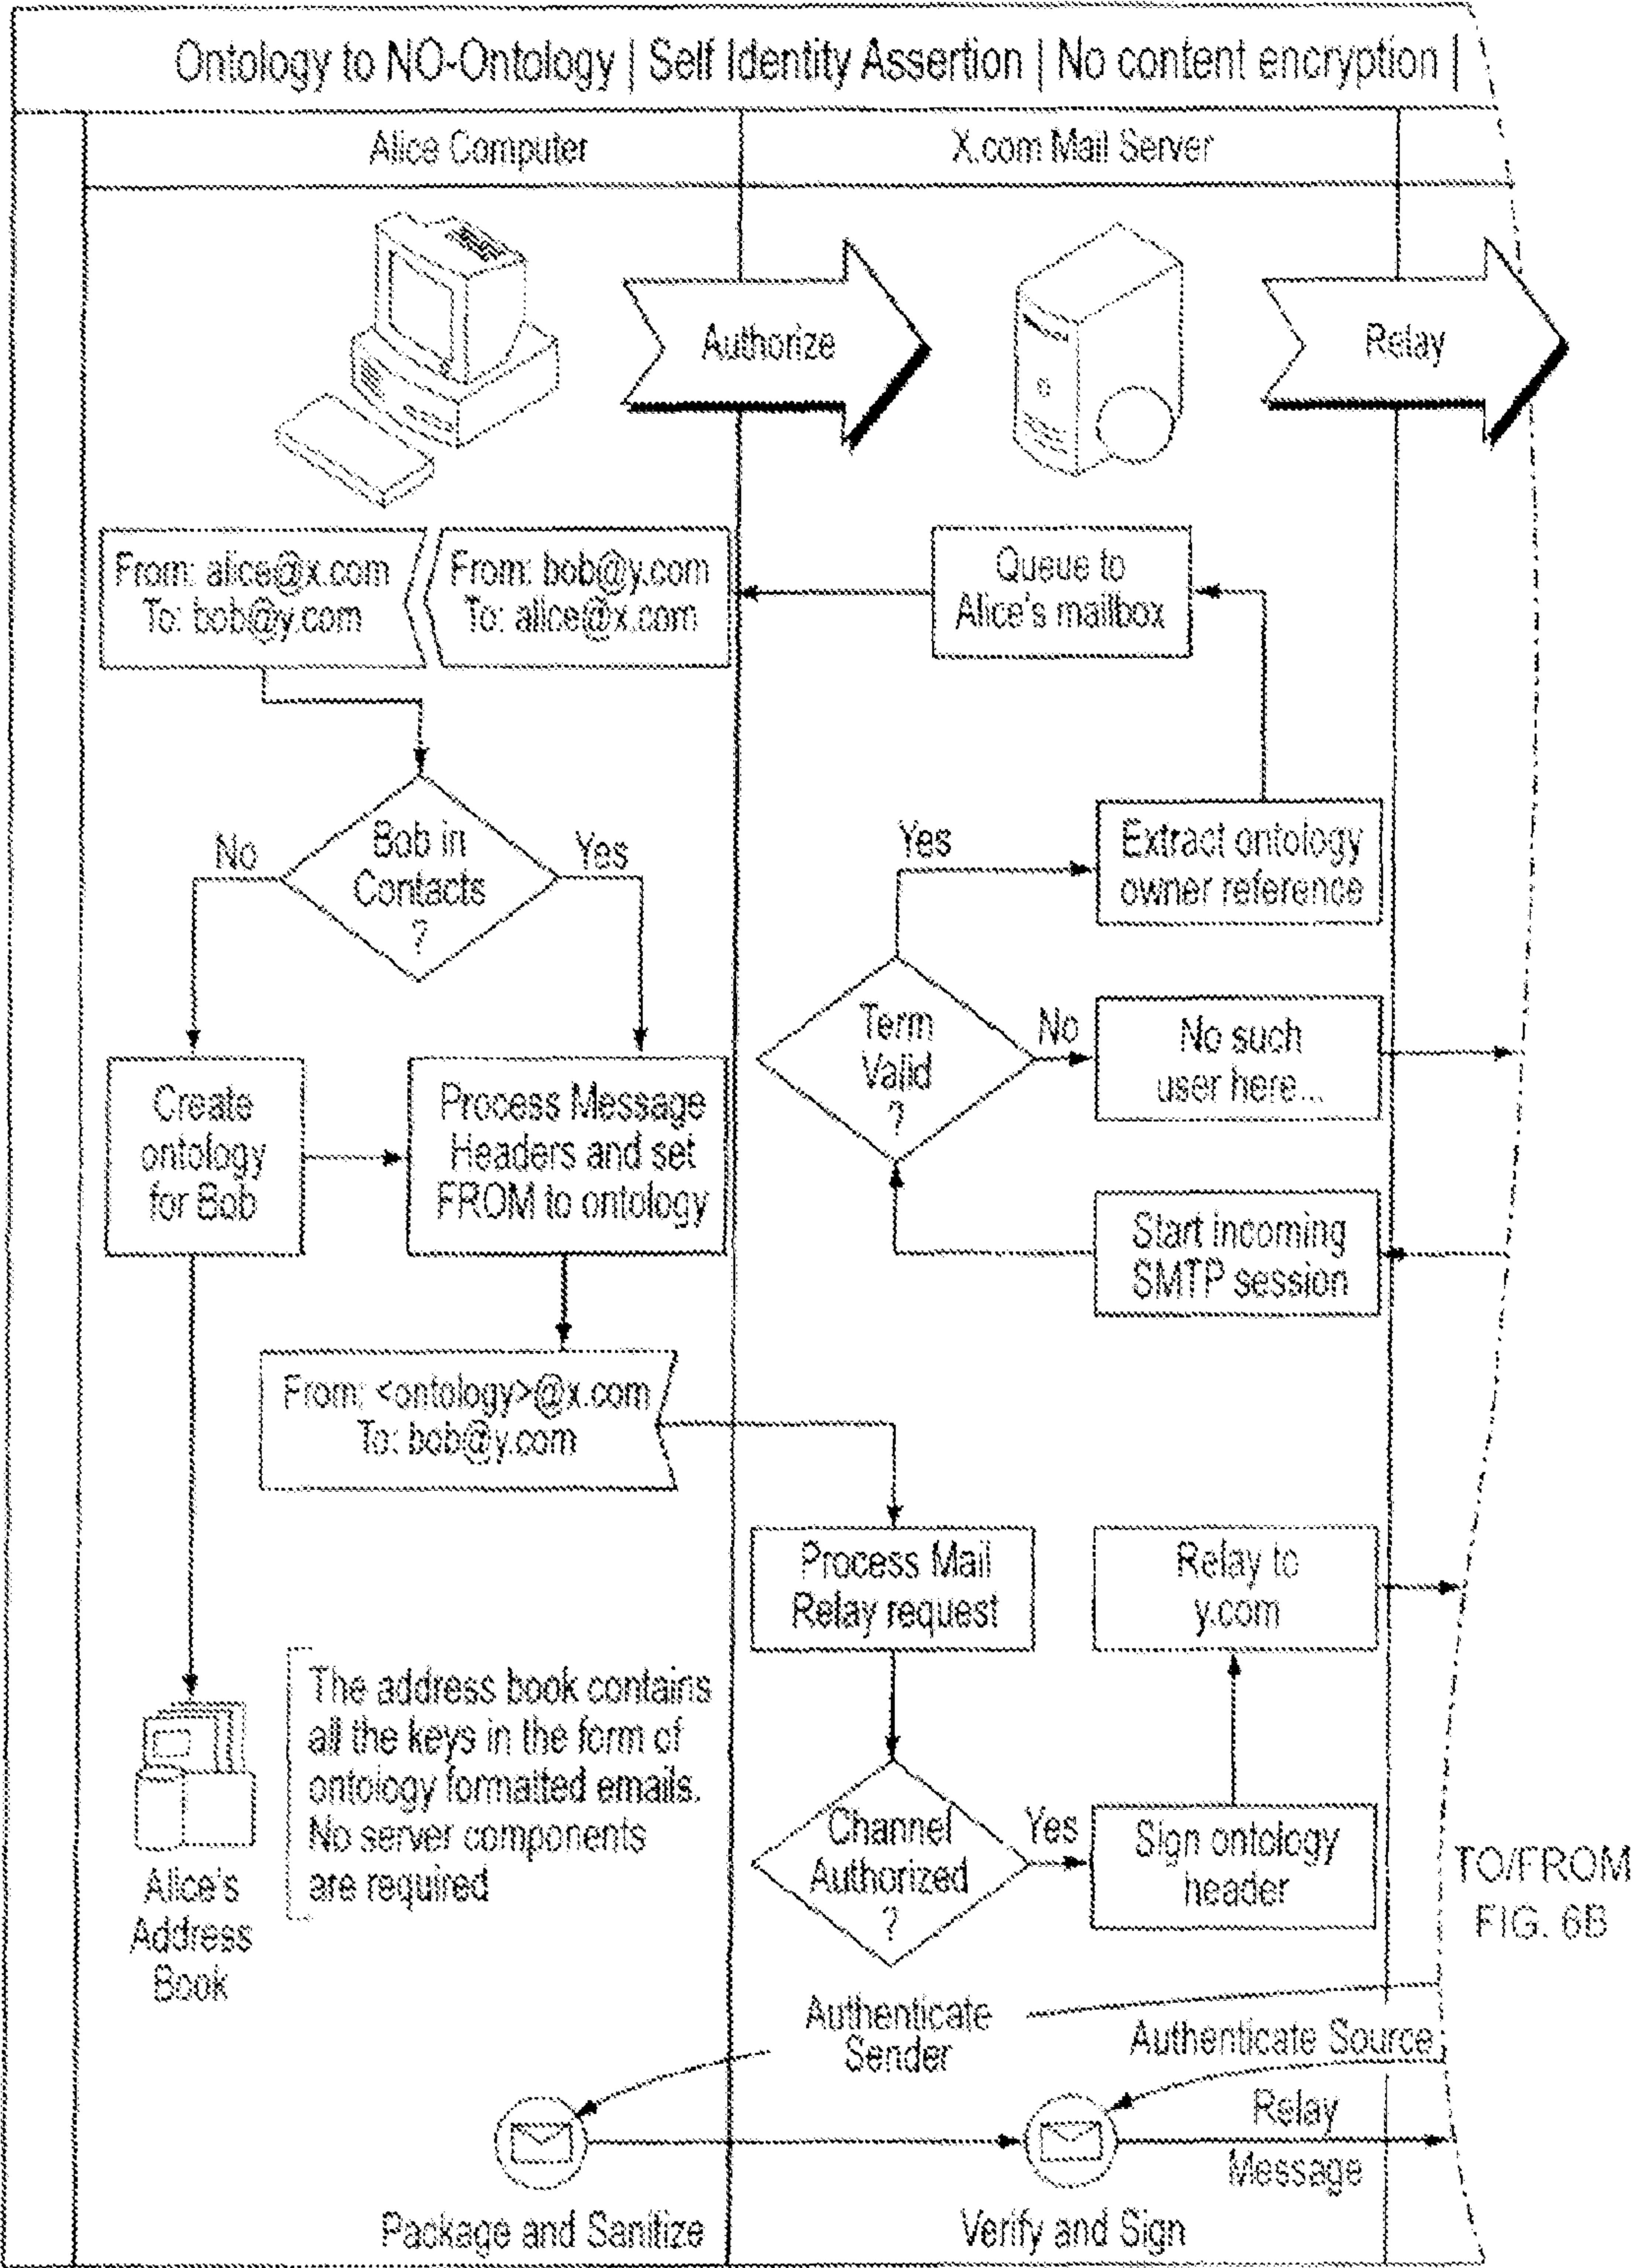 Ontology to NO-Ontology | Self Identity Assertion | No content encryption |
Alice Computer
X.com Mail Server
Authorize
Relay
From: alice@x.com
To: bob@y.com
From: bob@y.com
To: alice@x.com
Queue to
Alice's mailbox
Bob in
Contacts
?
No
Yes
Yes
Extract ontology
owner reference
Term
Valid
?
No
No such
user here...
Create
ontology
for Bob
Process Message
Headers and set
FROM to ontology
Start incoming
SMTP session
From: <ontology>@x.com
To: bob@y.com
Process Mail
Relay request
Relay to
y.com
The address book contains
all the keys in the form of
ontology formatted emails.
No server components
are required
Alice's
Address
Book
Channel
Authorized
?
Yes
Sign ontology
header
TO/FROM
FIG. 6B
Authenticate
Sender
Authenticate Source
Relay
Message
Package and Sanitize
Verify and Sign